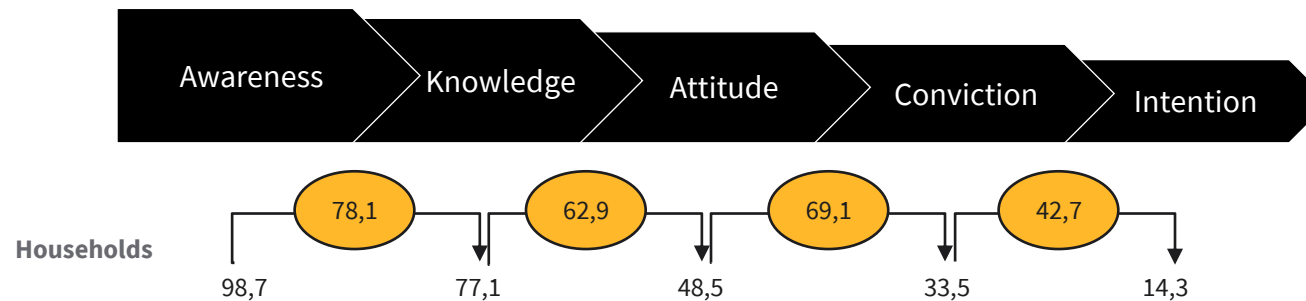 Awareness
Knowledge
Attitude
Conviction
Intention
78,1
62,9
69,1
42,7
Households
98,7
77,1
48,5
33,5
14,3